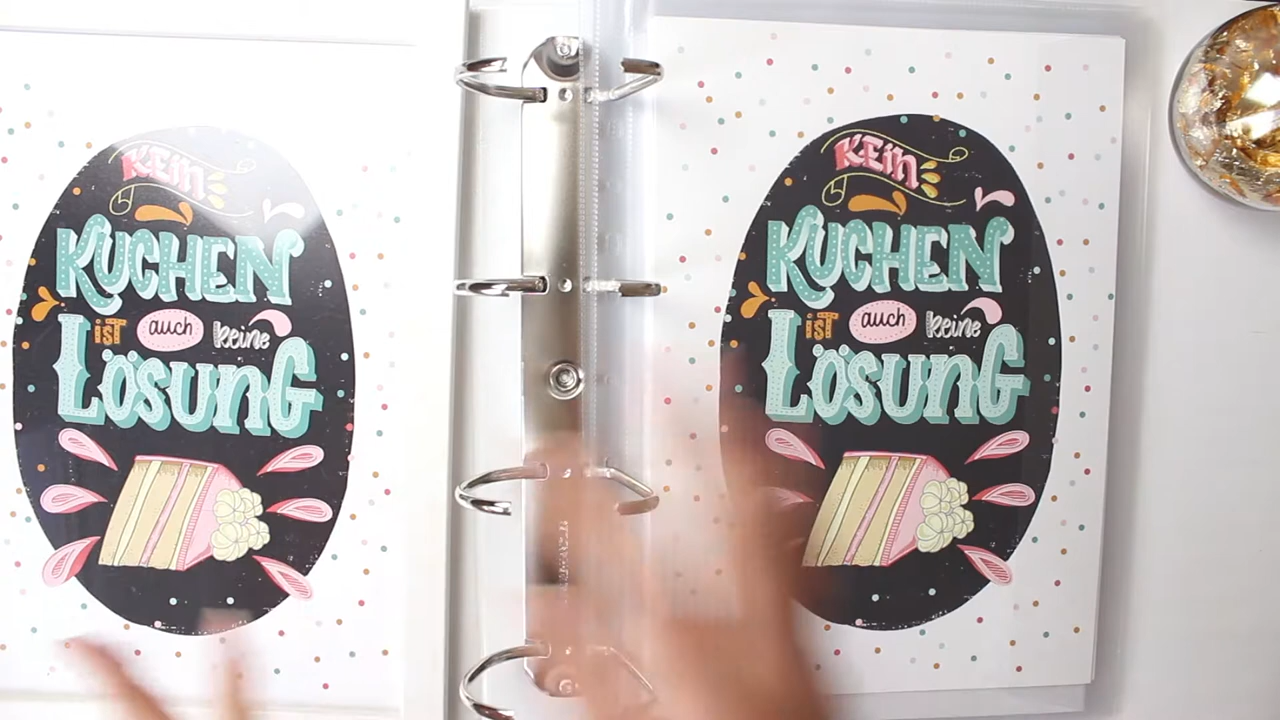 KEin
KUCHEN
iST auch keine
LÖSUNG
KEin
KUCHEN
iST auch keine
LÖSUNG